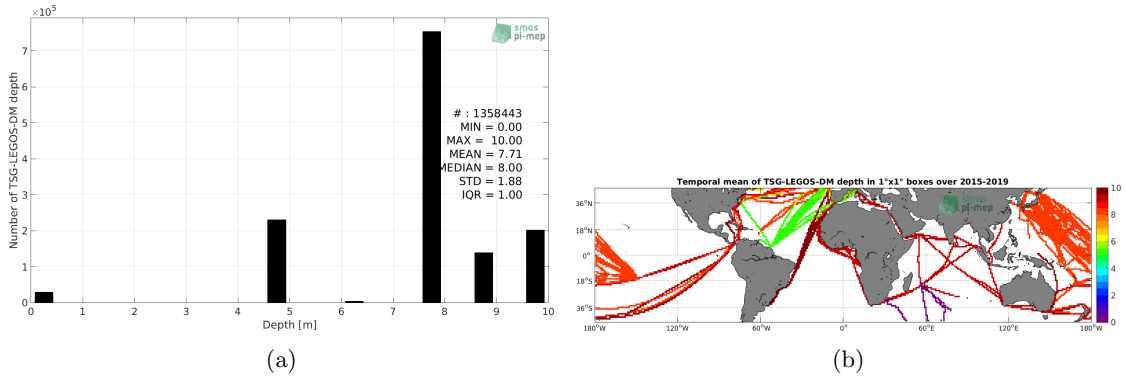 ×10⁵
smos
pi-mep
7
6
5
4
3
2
1
0
Number of TSG-LEGOS-DM depth
# : 1358443
MIN = 0.00
MAX = 10.00
MEAN = 7.71
MEDIAN = 8.00
STD = 1.88
IQR = 1.00
0 1 2 3 4 5 6 7 8 9 10
Depth [m]
(a)
Temporal mean of TSG-LEGOS-DM depth in 1°x1° boxes over 2015-2019
smos
pi-mep
36°N
18°N
0°
18°S
36°S
180°W 120°W 60°W 0° 60°E 120°E 180°W
10
8
6
4
2
0
(b)